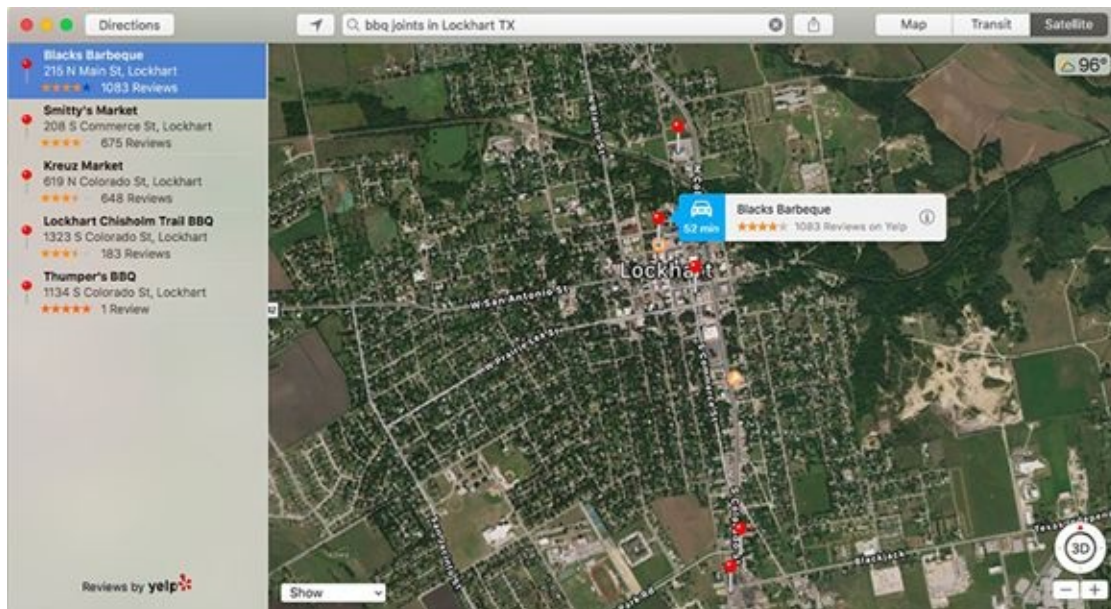 Directions
bbq joints in Lockhart TX
Map
Transit
Satellite
Blacks Barbeque
215 N Main St, Lockhart
1083 Reviews
Smitty's Market
208 S Commerce St, Lockhart
675 Reviews
Kreuz Market
619 N Colorado St, Lockhart
648 Reviews
Lockhart Chisholm Trail BBQ
1323 S Colorado St, Lockhart
183 Reviews
Thumper's BBQ
1134 S Colorado St, Lockhart
1 Review
Reviews by yelp
96°
52 min
Blacks Barbeque
1083 Reviews on Yelp
Lockhart
W San Antonio St
S Commerce St
Blackjack
Show
3D